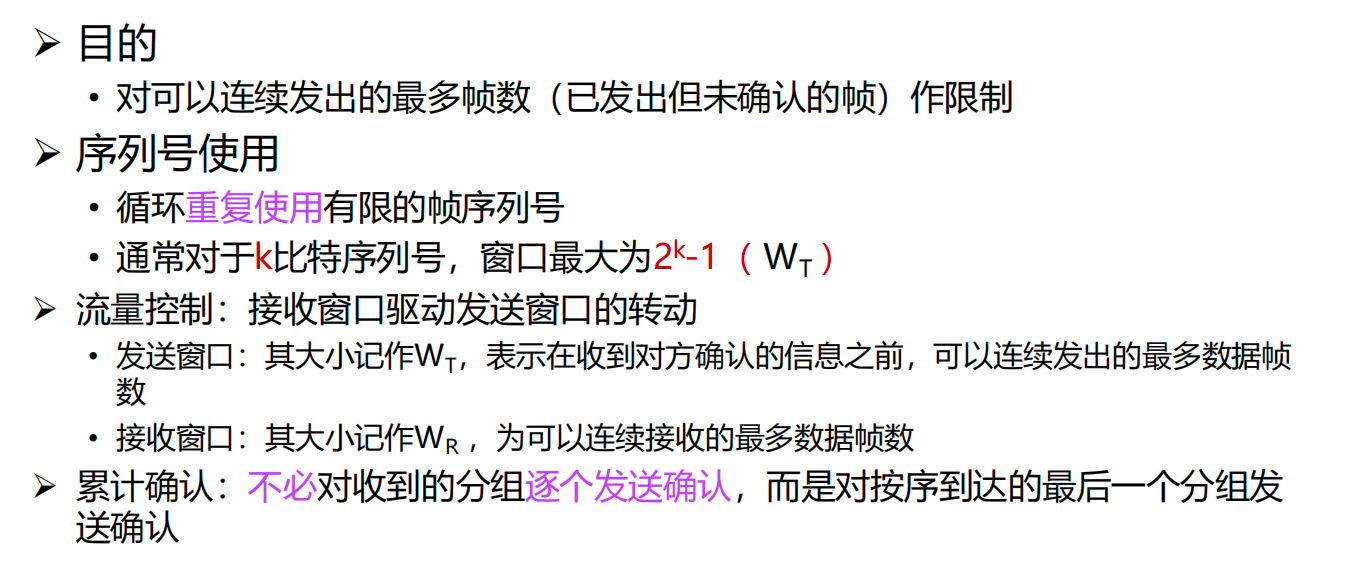 ➢ 目的
• 对可以连续发出的最多帧数（已发出但未确认的帧）作限制
➢ 序列号使用
• 循环重复使用有限的帧序列号
• 通常对于k比特序列号，窗口最大为2ᵏ-1（ W_T ）
➢ 流量控制：接收窗口驱动发送窗口的转动
• 发送窗口：其大小记作W_T，表示在收到对方确认的信息之前，可以连续发出的最多数据帧
数
• 接收窗口：其大小记作W_R ，为可以连续接收的最多数据帧数
➢ 累计确认：不必对收到的分组逐个发送确认，而是对按序到达的最后一个分组发
送确认